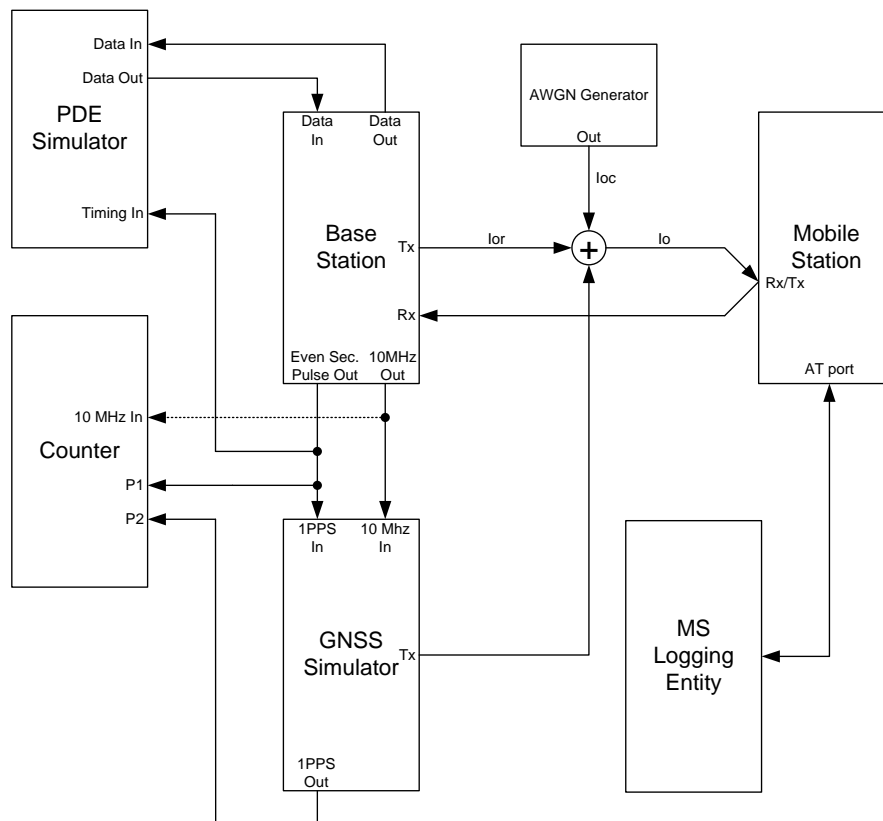 Data In
Data Out
PDE
Simulator
Timing In
Data
In
Data
Out
Base
Station
Tx
Rx
Even Sec.
Pulse Out
10MHz
Out
AWGN Generator
Out
Ioc
Ior
+
Io
Mobile
Station
Rx/Tx
AT port
10 MHz In
Counter
P1
P2
1PPS
In
10 Mhz
In
GNSS
Simulator
Tx
1PPS
Out
MS
Logging
Entity